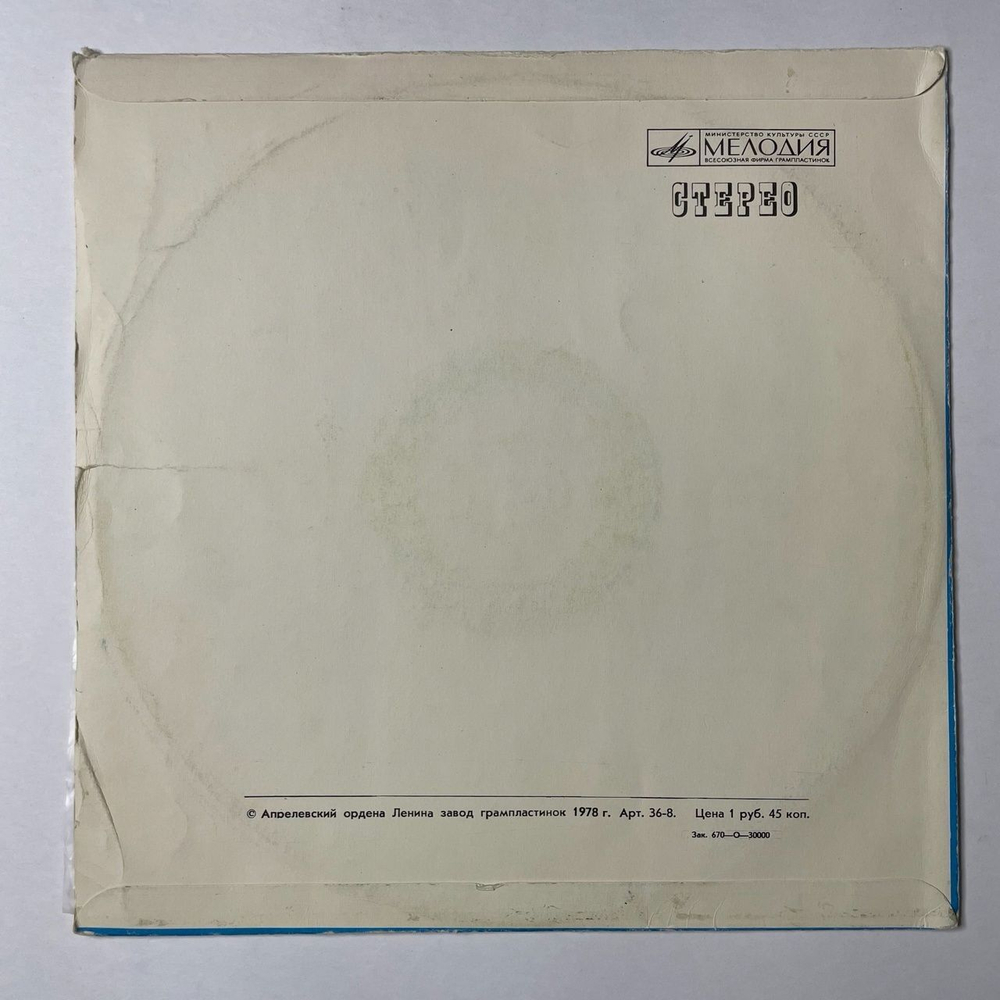 МИНИСТЕРСТВО КУЛЬТУРЫ СССР
МЕЛОДИЯ
ВСЕСОЮЗНАЯ ФИРМА ГРАМПЛАСТИНОК
СТЕРЕО
© Апрелевский ордена Ленина завод грампластинок 1978 г. Арт. 36-8. Цена 1 руб. 45 коп.
Зак. 670—О—30000